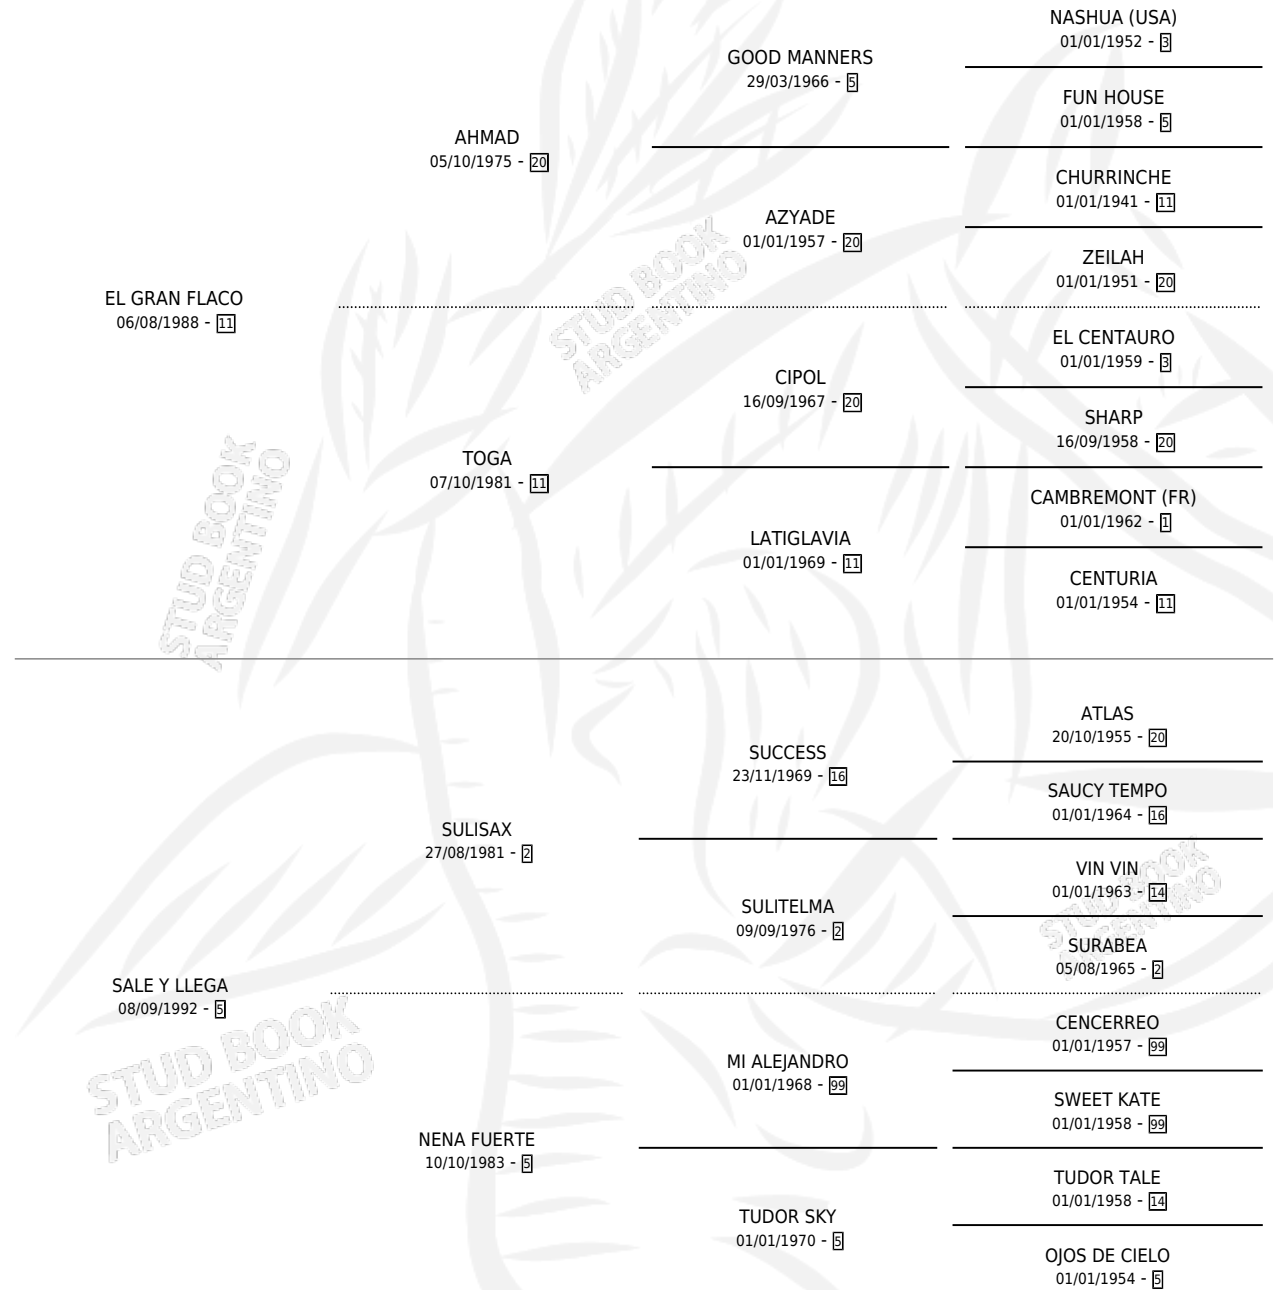 NASHUA (USA)
01/01/1952 - 3
GOOD MANNERS
29/03/1966 - 5
FUN HOUSE
01/01/1958 - 5
AHMAD
05/10/1975 - 20
CHURRINCHE
01/01/1941 - 11
AZYADE
01/01/1957 - 20
ZEILAH
01/01/1951 - 20
EL GRAN FLACO
06/08/1988 - 11
EL CENTAURO
01/01/1959 - 3
CIPOL
16/09/1967 - 20
SHARP
16/09/1958 - 20
TOGA
07/10/1981 - 11
CAMBREMONT (FR)
01/01/1962 - 1
LATIGLAVIA
01/01/1969 - 11
CENTURIA
01/01/1954 - 11
STUD BOOK
ARGENTINO
STUD BOOK
ARGENTINO
ATLAS
20/10/1955 - 20
SUCCESS
23/11/1969 - 16
SAUCY TEMPO
01/01/1964 - 16
SULISAX
27/08/1981 - 2
VIN VIN
01/01/1963 - 14
SULITELMA
09/09/1976 - 2
SURABEA
05/08/1965 - 2
SALE Y LLEGA
08/09/1992 - 5
CENCERREO
01/01/1957 - 99
MI ALEJANDRO
01/01/1968 - 99
SWEET KATE
01/01/1958 - 99
NENA FUERTE
10/10/1983 - 5
TUDOR TALE
01/01/1958 - 14
TUDOR SKY
01/01/1970 - 5
OJOS DE CIELO
01/01/1954 - 5
STUD BOOK
ARGENTINO
STUD BOOK
ARGENTINO